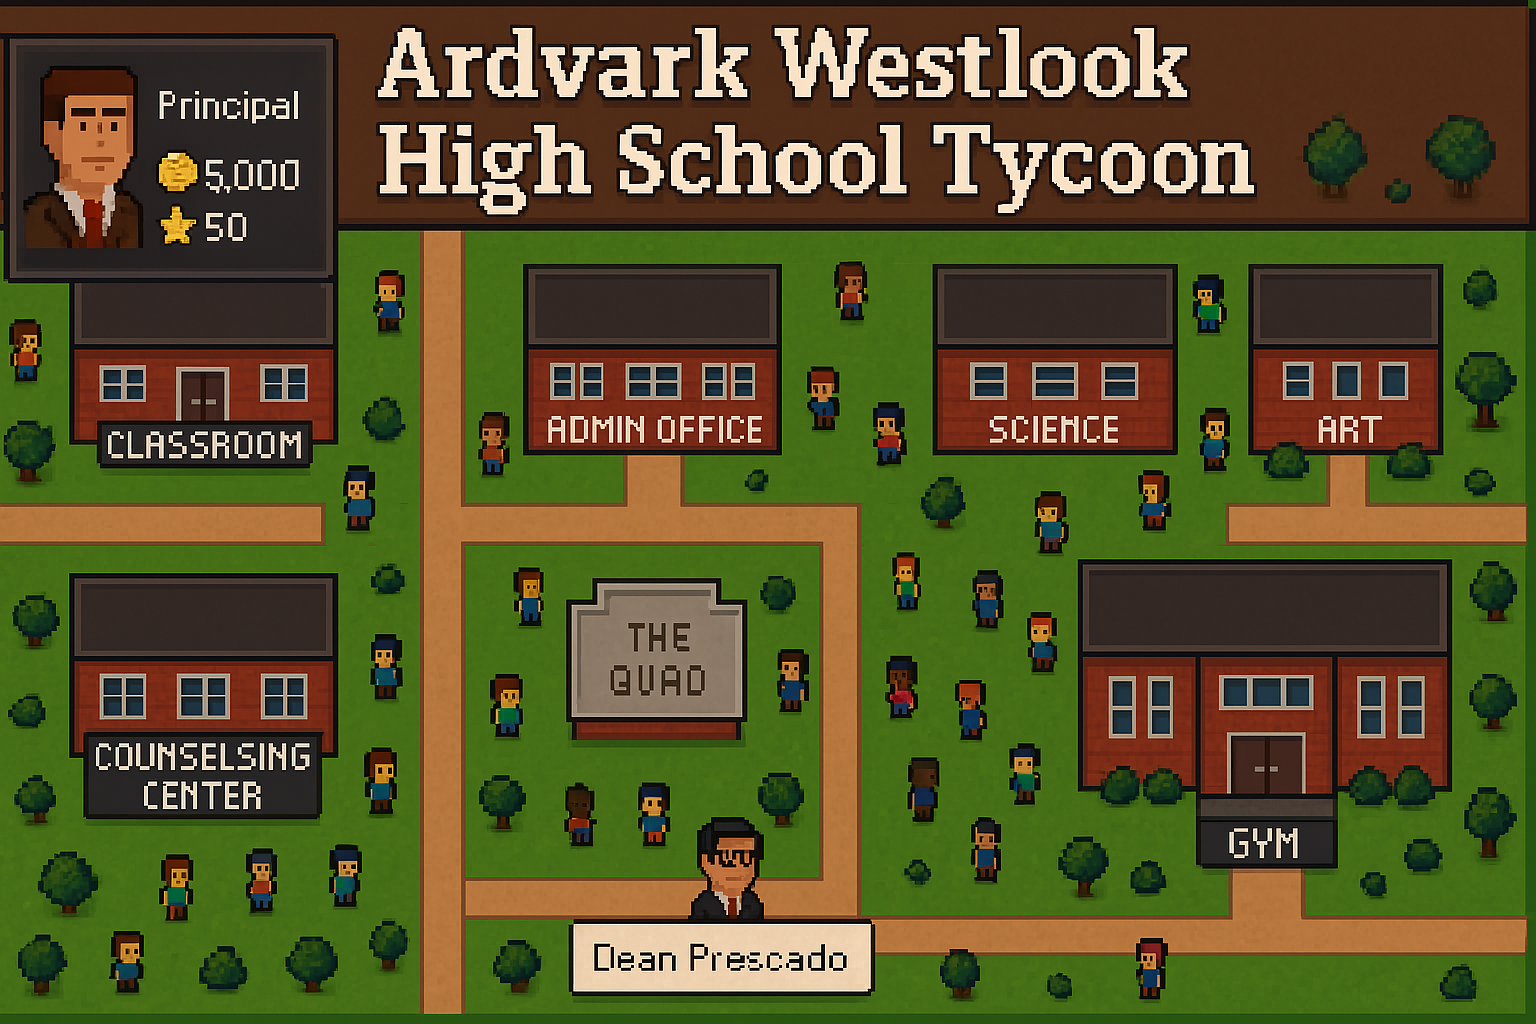 Ardvark Westlook
High School Tycoon
Principal
5,000
50
CLASSROOM
ADMIN OFFICE
SCIENCE
ART
THE
QUAD
COUNSELSING
CENTER
GYM
Dean Prescado